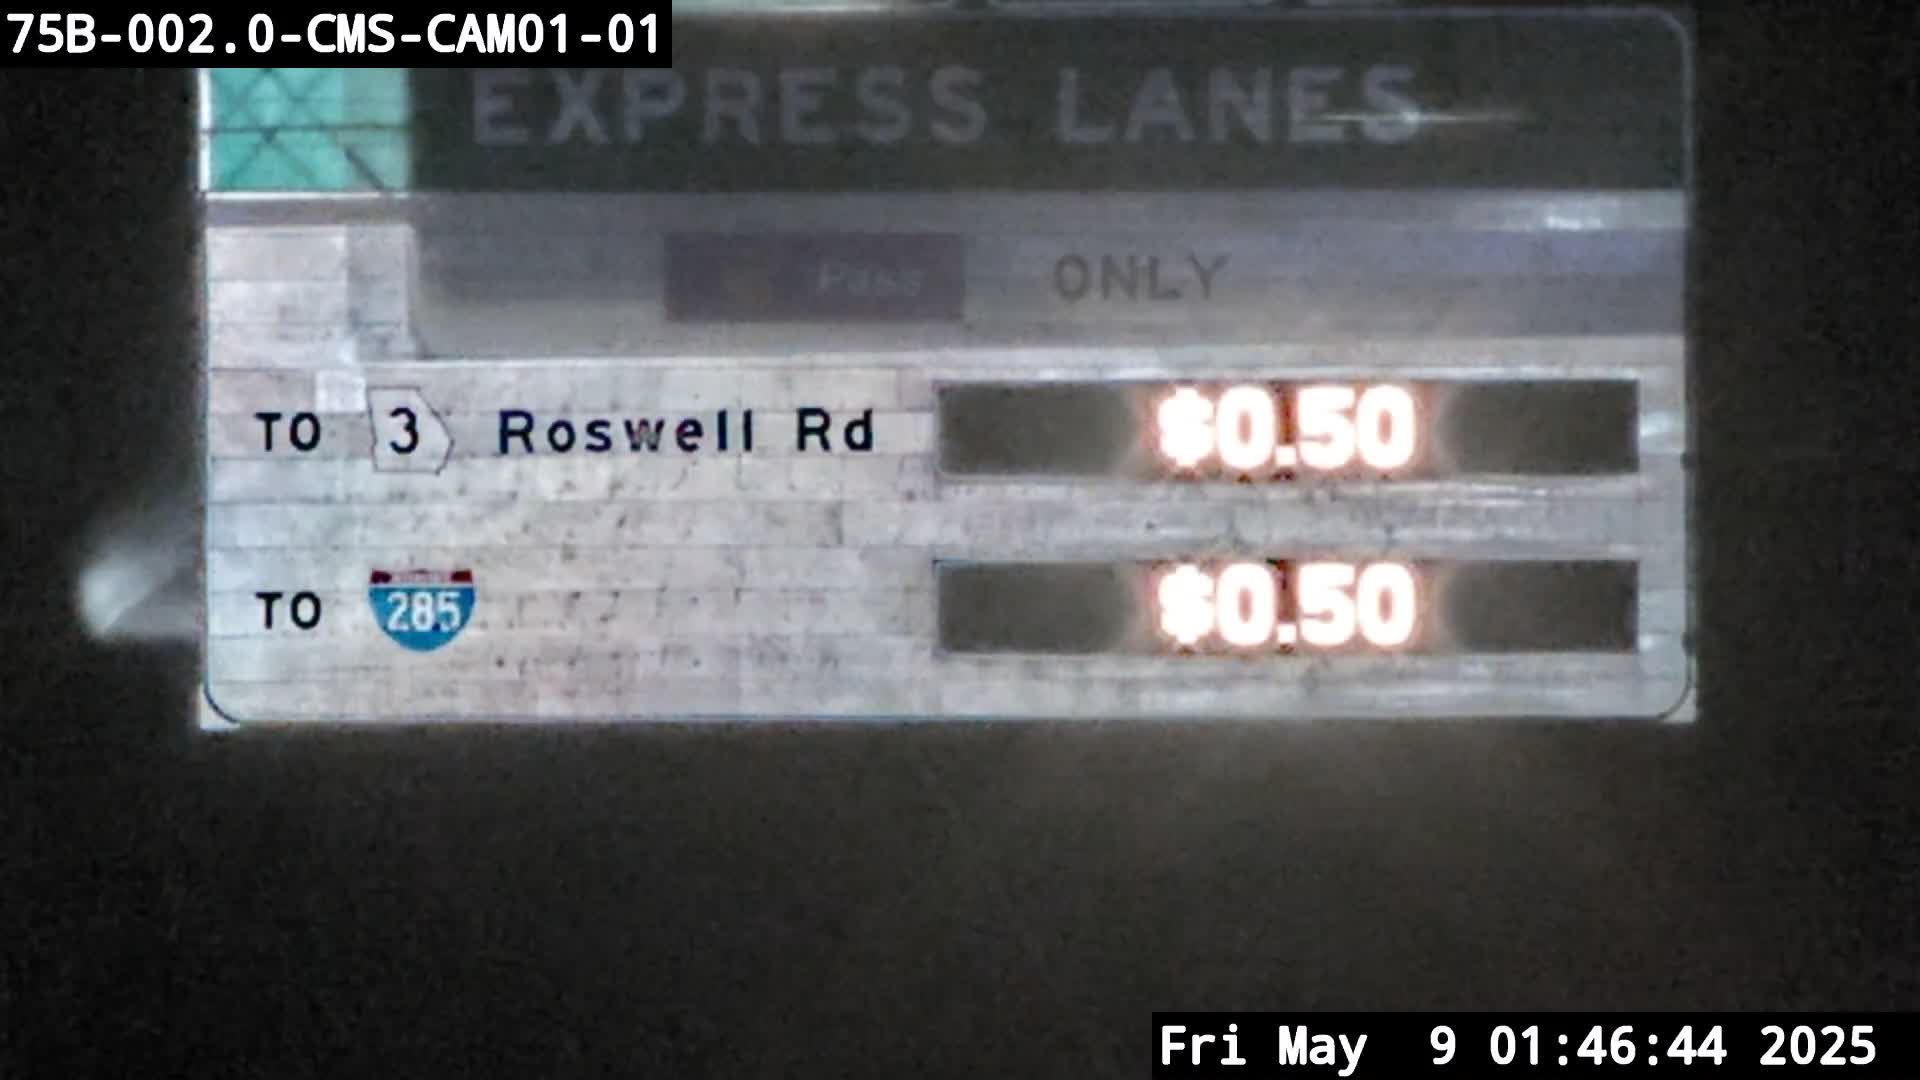 75B-002.0-CMS-CAM01-01
EXPRESS LANES
Pass ONLY
TO 3 Roswell Rd $0.50
TO 285 $0.50
Fri May 9 01:46:44 2025